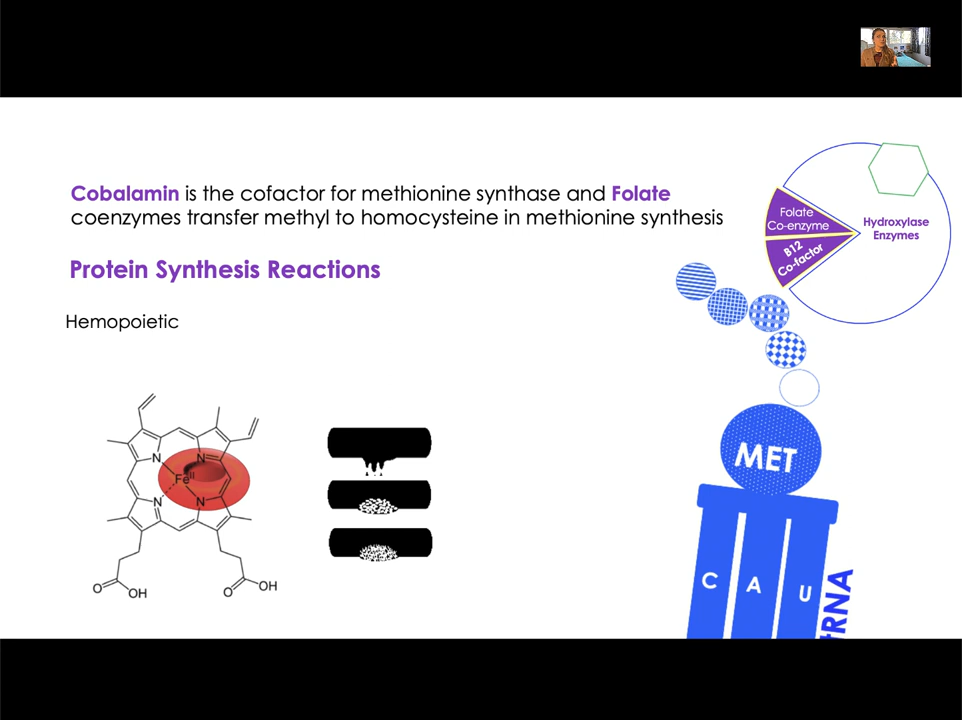 Cobalamin is the cofactor for methionine synthase and Folate
coenzymes transfer methyl to homocysteine in methionine synthesis
Folate
Co-enzyme
B12
Co-factor
Hydroxylase
Enzymes
Protein Synthesis Reactions
Hemopoietic
N
N
Fe
II
N
N
O
OH
O
OH
MET
C
A
U
tRNA